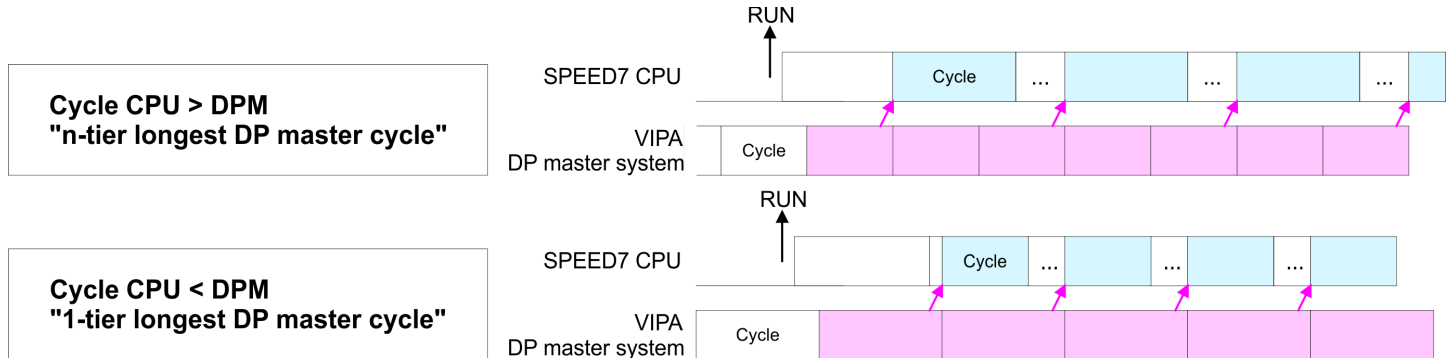 RUN
SPEED7 CPU
Cycle
...
...
...
Cycle CPU > DPM
"n-tier longest DP master cycle"
VIPA
DP master system
Cycle
RUN
SPEED7 CPU
Cycle
...
...
...
Cycle CPU < DPM
"1-tier longest DP master cycle"
VIPA
DP master system
Cycle